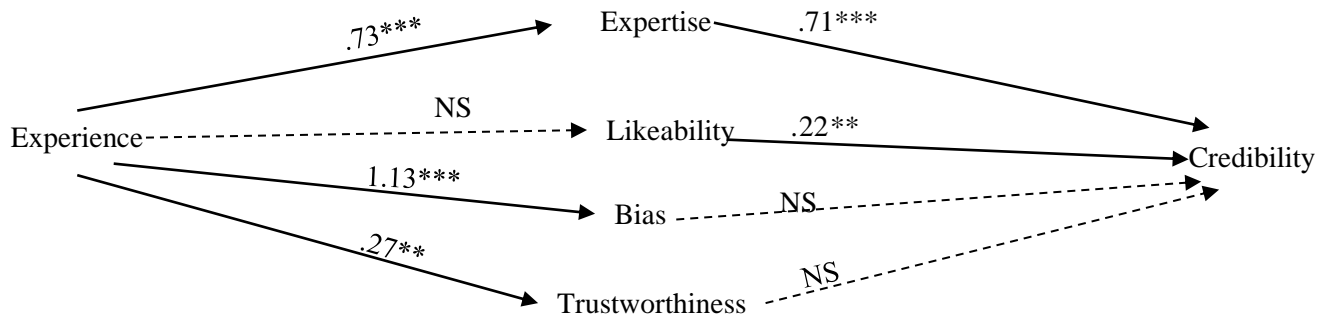 .73***
Expertise
.71***
Experience
NS
Likeability
.22**
Credibility
1.13***
Bias
NS
.27**
Trustworthiness
NS